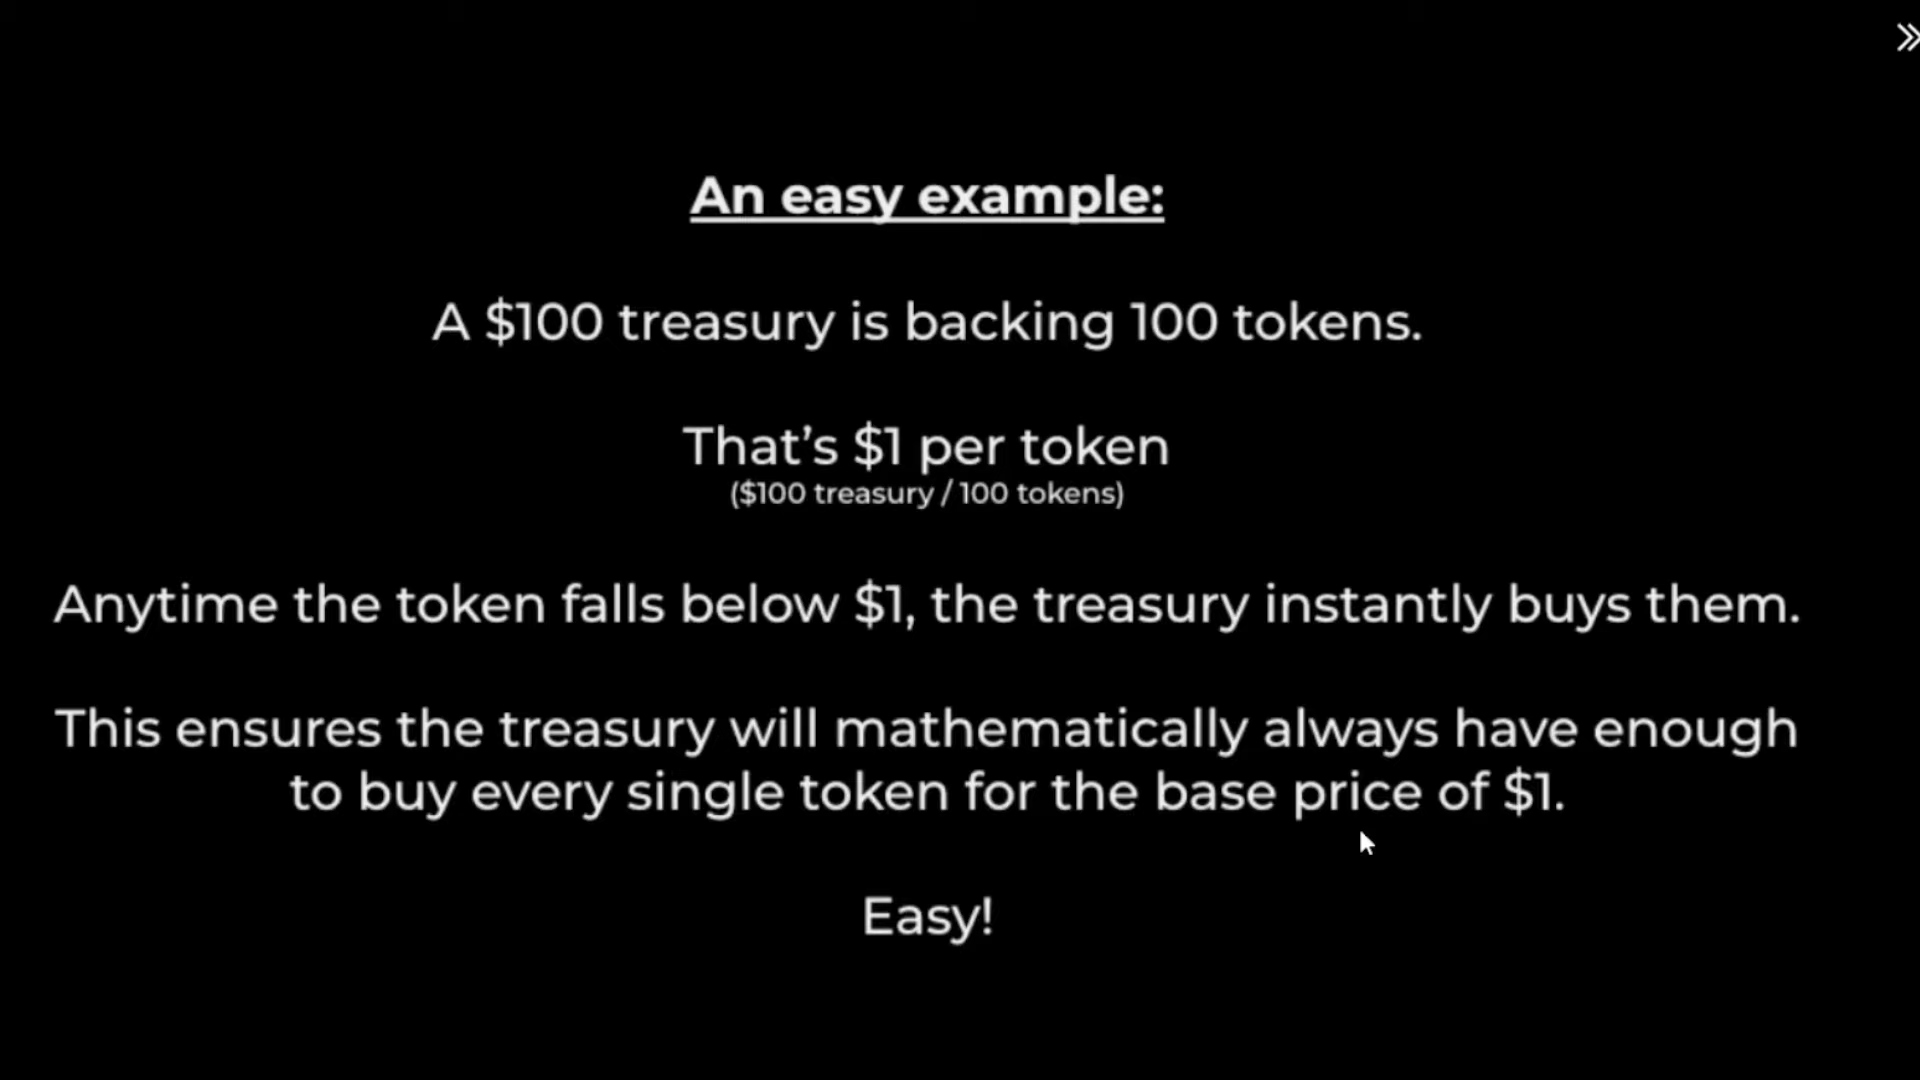 An easy example:
A $100 treasury is backing 100 tokens.
That’s $1 per token
($100 treasury / 100 tokens)
Anytime the token falls below $1, the treasury instantly buys them.
This ensures the treasury will mathematically always have enough
to buy every single token for the base price of $1.
Easy!